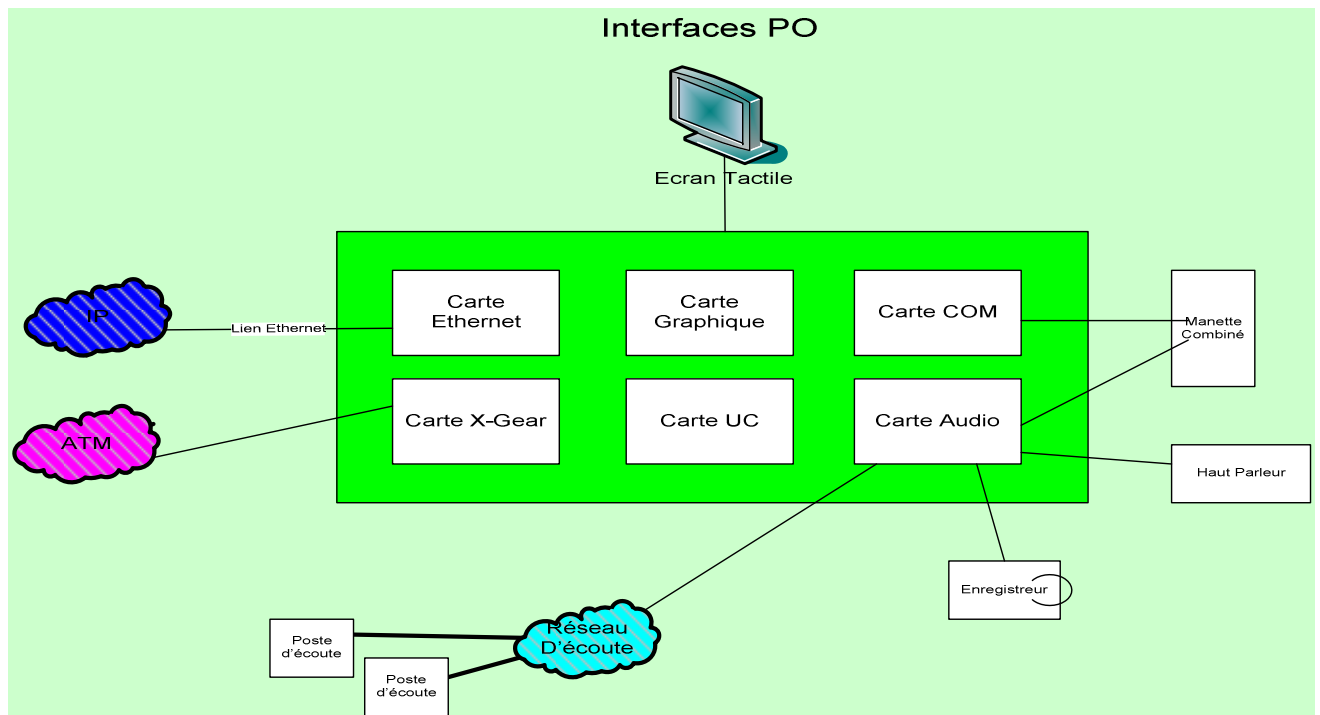 Interfaces PO
Ecran Tactile
IP
Lien Ethernet
Carte
Ethernet
Carte
Graphique
Carte COM
Manette
Combiné
ATM
Carte X-Gear
Carte UC
Carte Audio
Haut Parleur
Enregistreur
Réseau
D'écoute
Poste
d'écoute
Poste
d'écoute